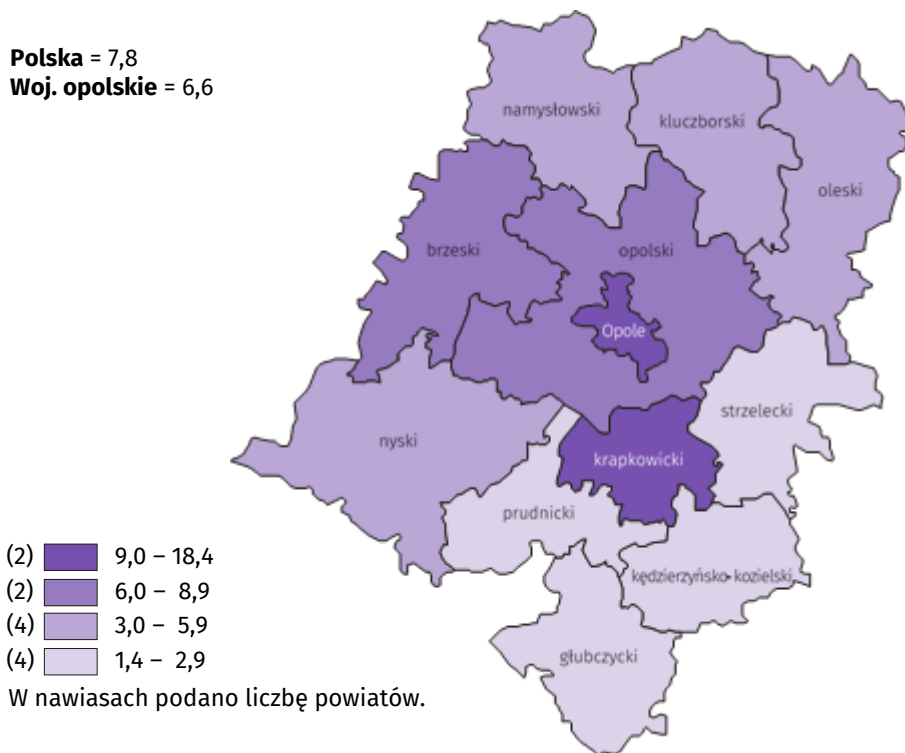 Polska = 7,8
Woj. opolskie = 6,6
namysłowski
kluczborski
oleski
brzeski
opolski
Opole
strzelecki
nyski
krapkowicki
prudnicki
kędzierzyńsko-kozielski
głubczycki
(2) 9,0 – 18,4
(2) 6,0 – 8,9
(4) 3,0 – 5,9
(4) 1,4 – 2,9
W nawiasach podano liczbę powiatów.